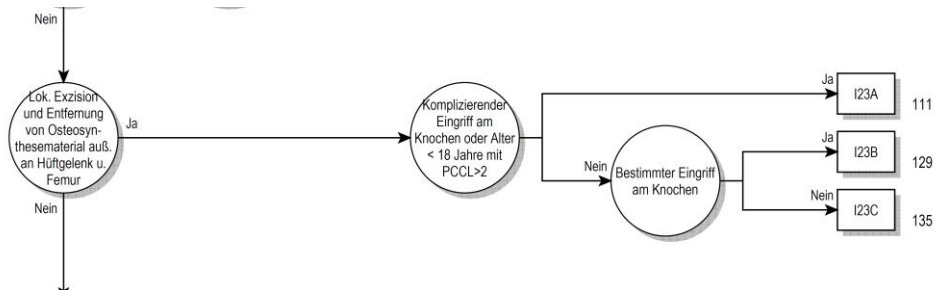 Nein
Lok. Exzision
und Entfernung
von Osteosyn-
thesematerial auß.
an Hüftgelenk u.
Femur
Ja
Nein
Komplizierender
Eingriff am
Knochen oder Alter
< 18 Jahre mit
PCCL>2
Ja
I23A
111
Nein
Bestimmter Eingriff
am Knochen
Ja
I23B
129
Nein
I23C
135